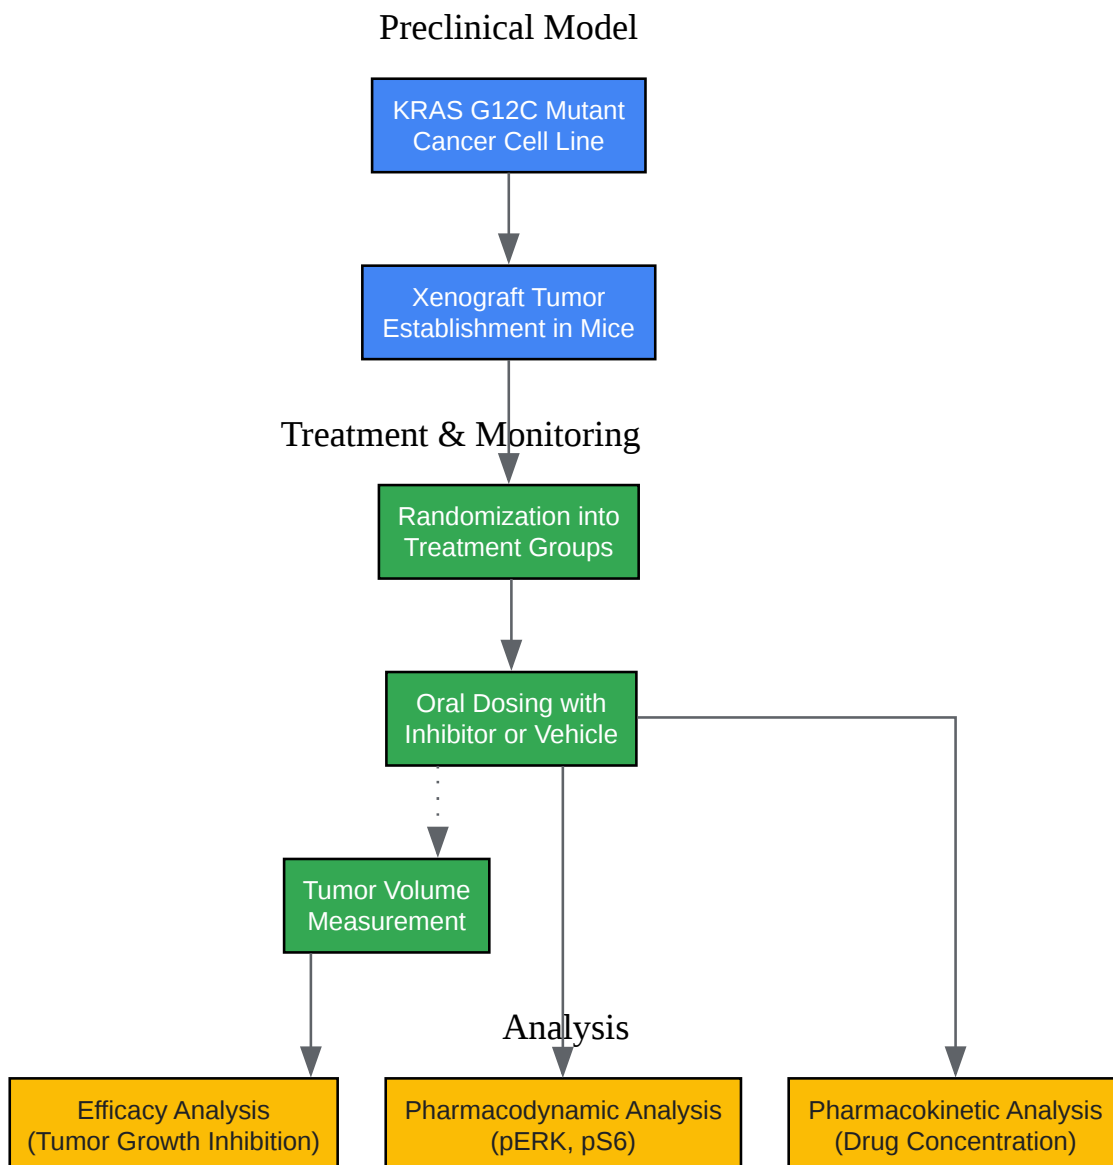 Preclinical Model
KRAS G12C Mutant
Cancer Cell Line
Xenograft Tumor
Establishment in Mice
Treatment & Monitoring
Randomization into
Treatment Groups
Oral Dosing with
Inhibitor or Vehicle
Tumor Volume
Measurement
Analysis
Efficacy Analysis
(Tumor Growth Inhibition)
Pharmacodynamic Analysis
(pERK, pS6)
Pharmacokinetic Analysis
(Drug Concentration)